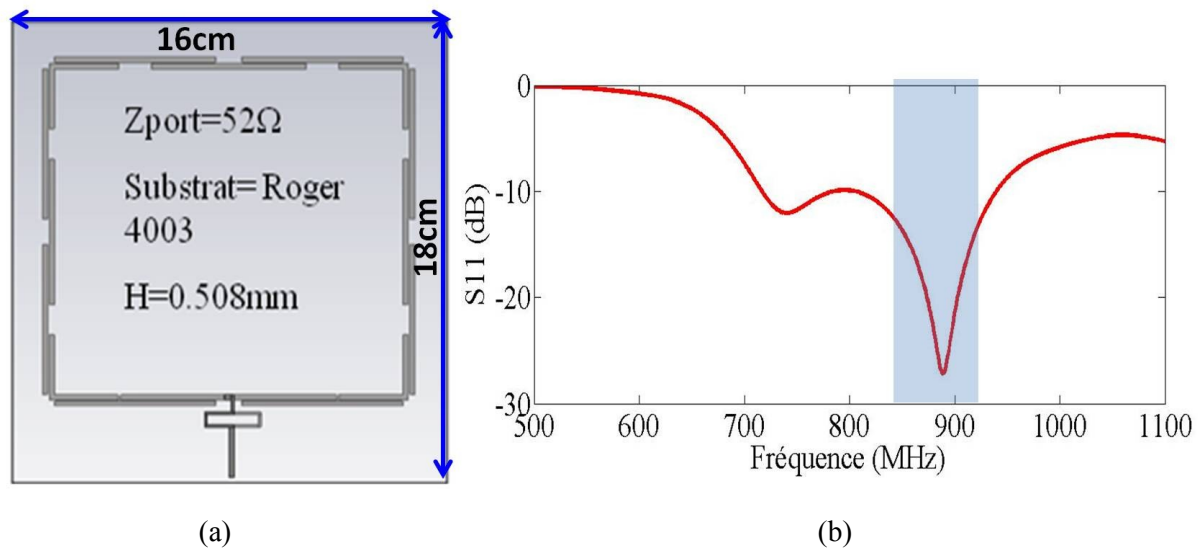 16cm
Zport=52Ω
Substrat= Roger
4003
H=0.508mm
18cm
(a)
0
-10
-20
-30
S11 (dB)
500 600 700 800 900 1000 1100
Fréquence (MHz)
(b)